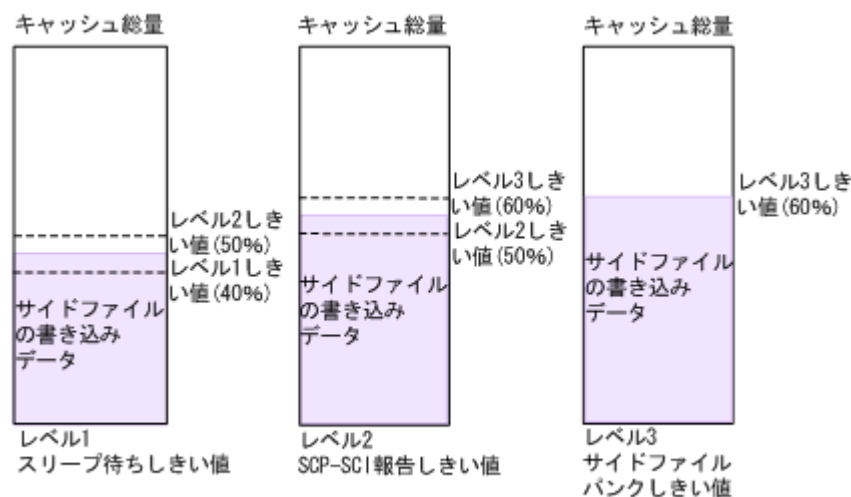 キャッシュ総量
レベル2しき
い値(50%)
レベル1しき
い値(40%)
サイドファイル
の書き込み
データ
レベル1
スリープ待ちしきい値
キャッシュ総量
レベル3しき
い値(60%)
レベル2しき
い値(50%)
サイドファイル
の書き込み
データ
レベル2
SCP-SCI報告しきい値
キャッシュ総量
レベル3しき
い値(60%)
サイドファイル
の書き込み
データ
レベル3
サイドファイル
パンクしきい値